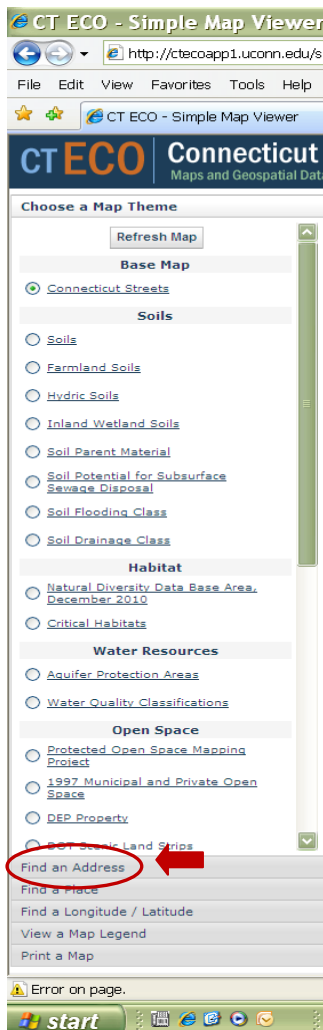 CT ECO - Simple Map Viewer
http://ctecoapp1.uconn.edu/s
File Edit View Favorites Tools Help
CT ECO - Simple Map Viewer
CT ECO Connecticut
Maps and Geospatial Dat
Choose a Map Theme
Refresh Map
Base Map
Connecticut Streets
Soils
Soils
Farmland Soils
Hydric Soils
Inland Wetland Soils
Soil Parent Material
Soil Potential for Subsurface
Sewage Disposal
Soil Flooding Class
Soil Drainage Class
Habitat
Natural Diversity Data Base Area,
December 2010
Critical Habitats
Water Resources
Aquifer Protection Areas
Water Quality Classifications
Open Space
Protected Open Space Mapping
Project
1997 Municipal and Private Open
Space
DEP Property
DOT Scenic Land Strips
Find an Address
Find a Place
Find a Longitude / Latitude
View a Map Legend
Print a Map
Error on page.
start